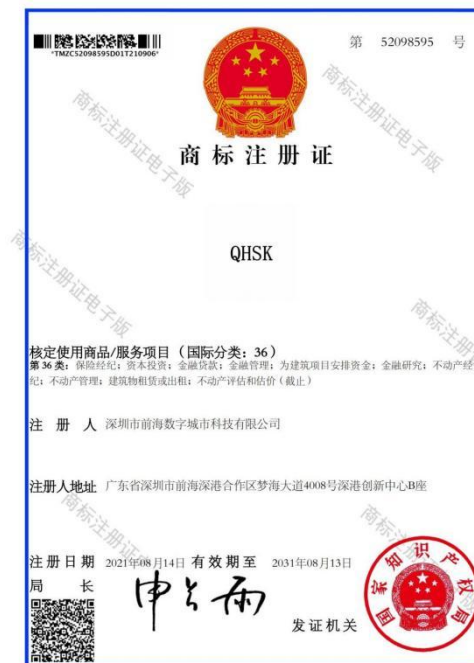 *TMZC52098595D01T210906*
第 52098595 号
商标注册证
QHSK
核定使用商品/服务项目（国际分类：36）
第36类：保险经纪；资本投资；金融贷款；金融管理；为建筑项目安排资金；金融研究；不动产经
纪；不动产管理；建筑物租赁或出租；不动产评估和估价（截止）
注 册 人 深圳市前海数字城市科技有限公司
注册人地址 广东省深圳市前海深港合作区梦海大道4008号深港创新中心B座
注册日期 2021年08月14日 有效期至 2031年08月13日
局 长 申长雨
发证机关
国家知识产权局
商标注册证电子版
商标注册证电子版
商标注册证电子版
商标注册证电子版
商标注册证电子版
商标注册证电子版